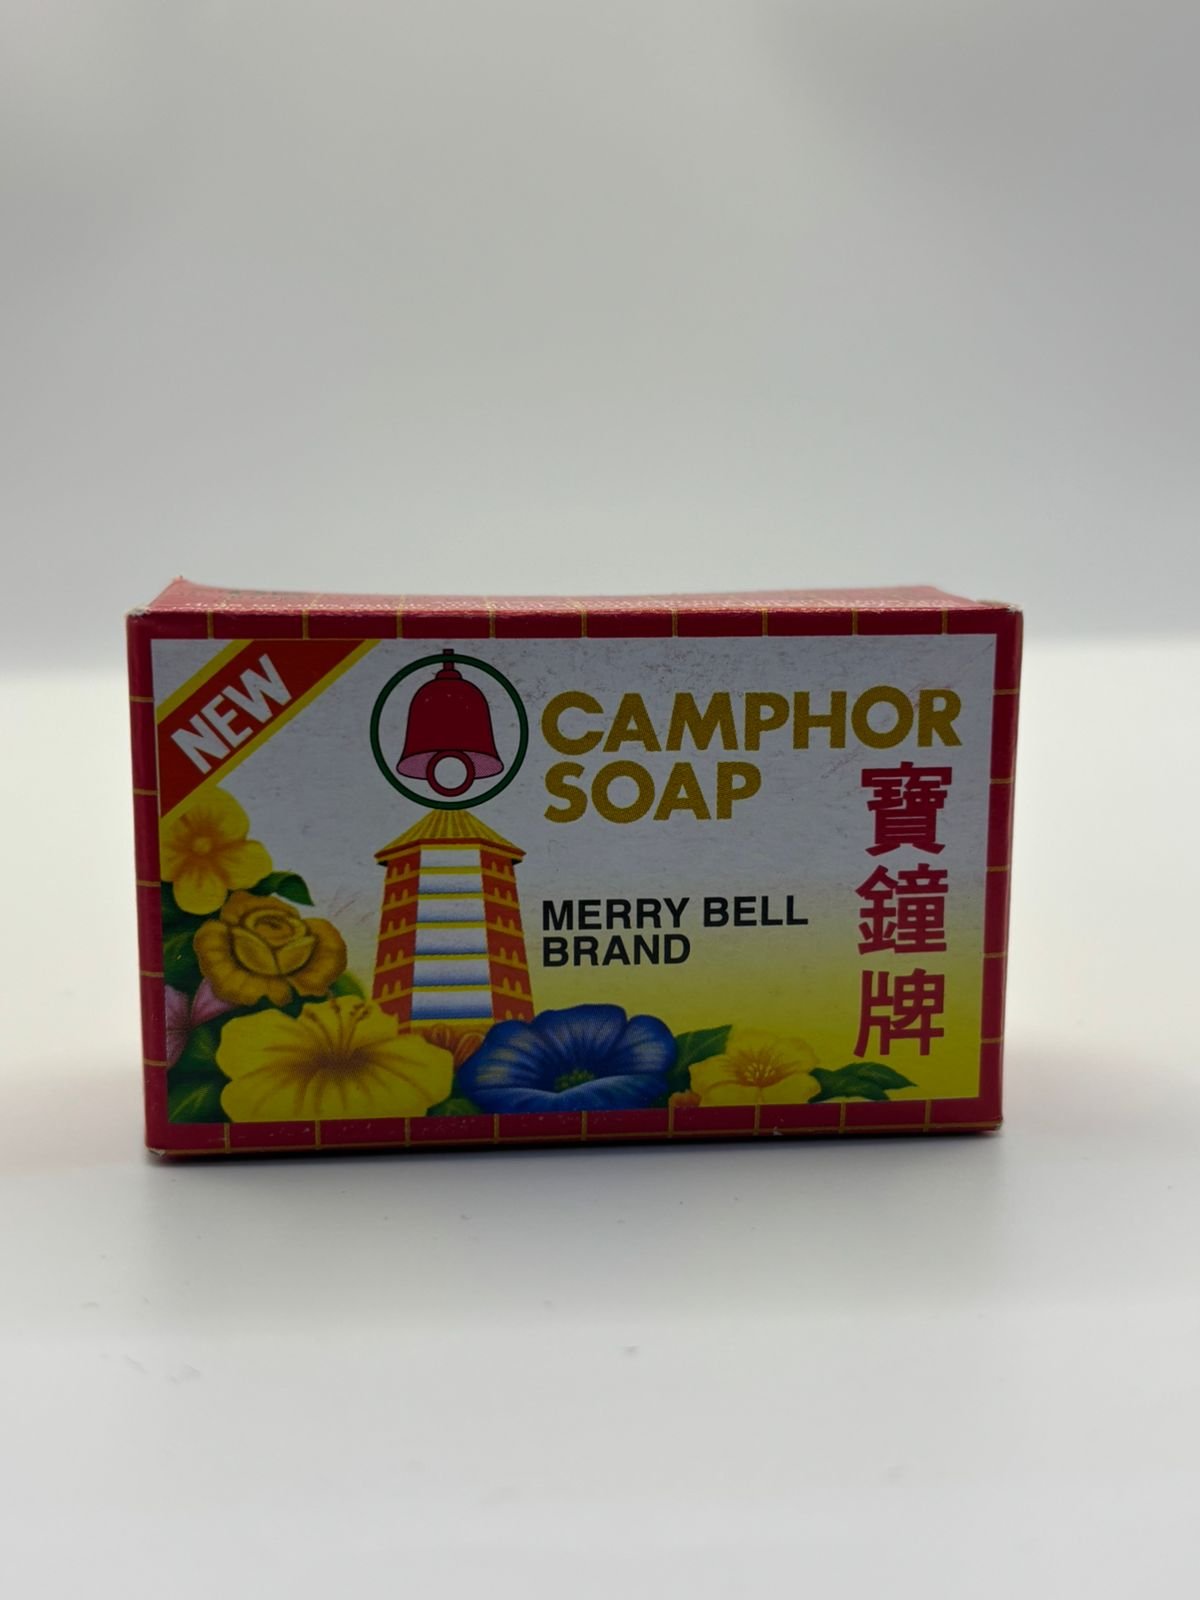 NEW
CAMPHOR
SOAP
MERRY BELL
BRAND
寶鐘牌